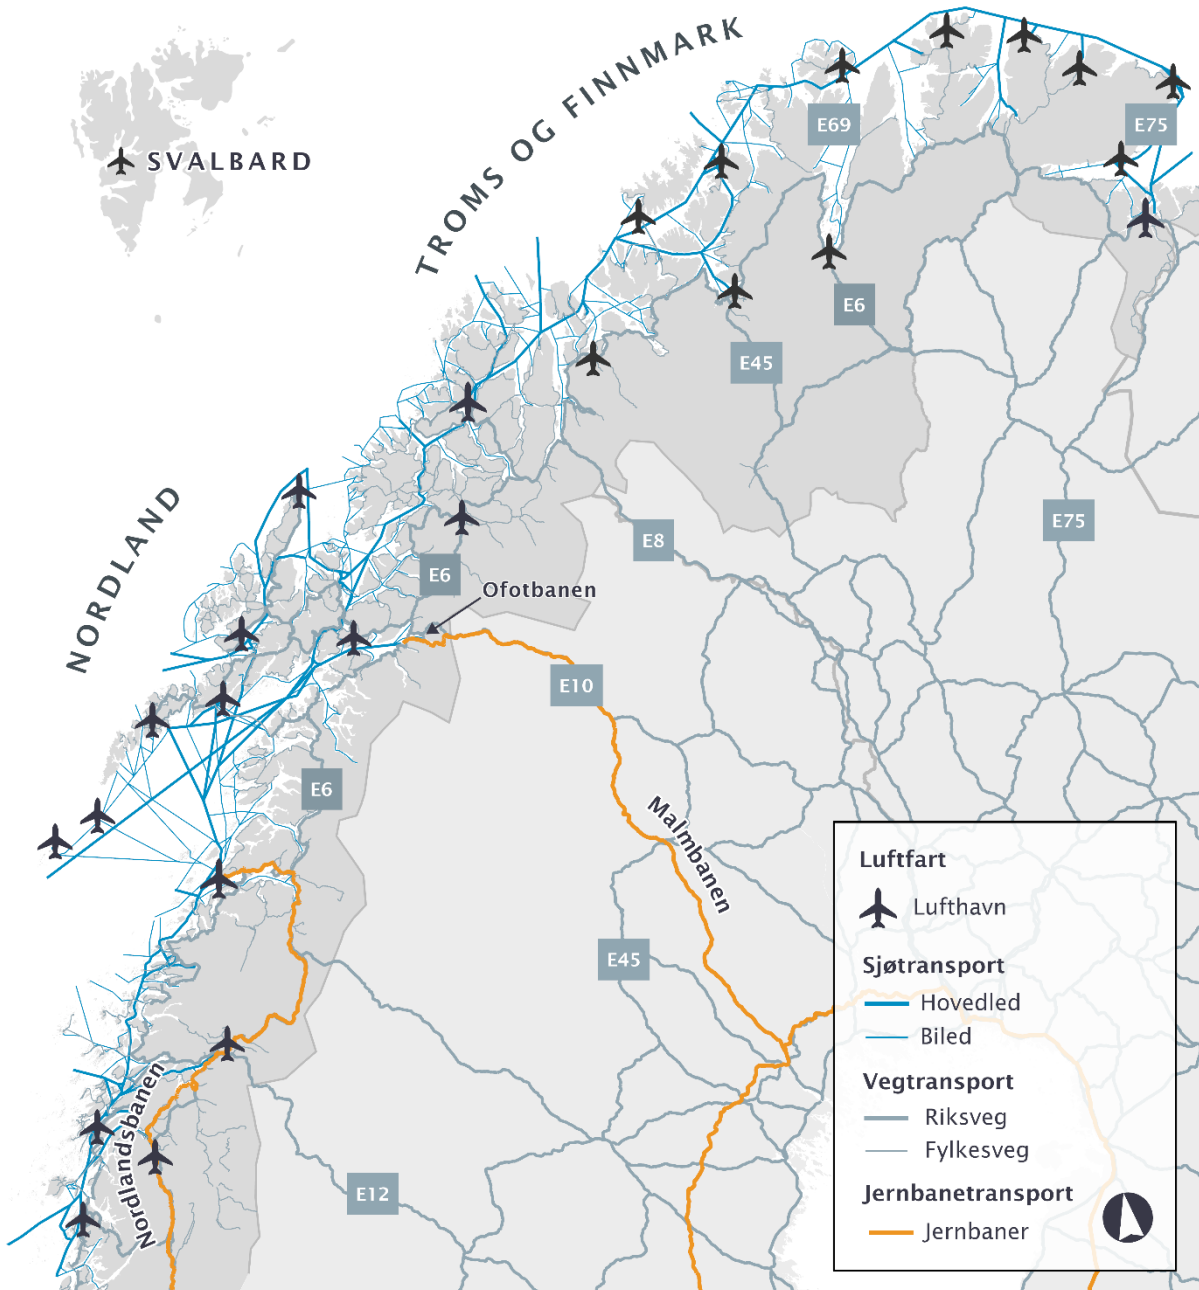 TROMS OG FINNMARK
SVALBARD
E69
E75
E6
E45
NORDLAND
E75
E8
E6
Ofotbanen
E10
E6
Malmbanen
E45
Nordlandsbanen
E12
Luftfart
Lufthavn
Sjøtransport
Hovedled
Biled
Vegtransport
Riksveg
Fylkesveg
Jernbanetransport
Jernbaner